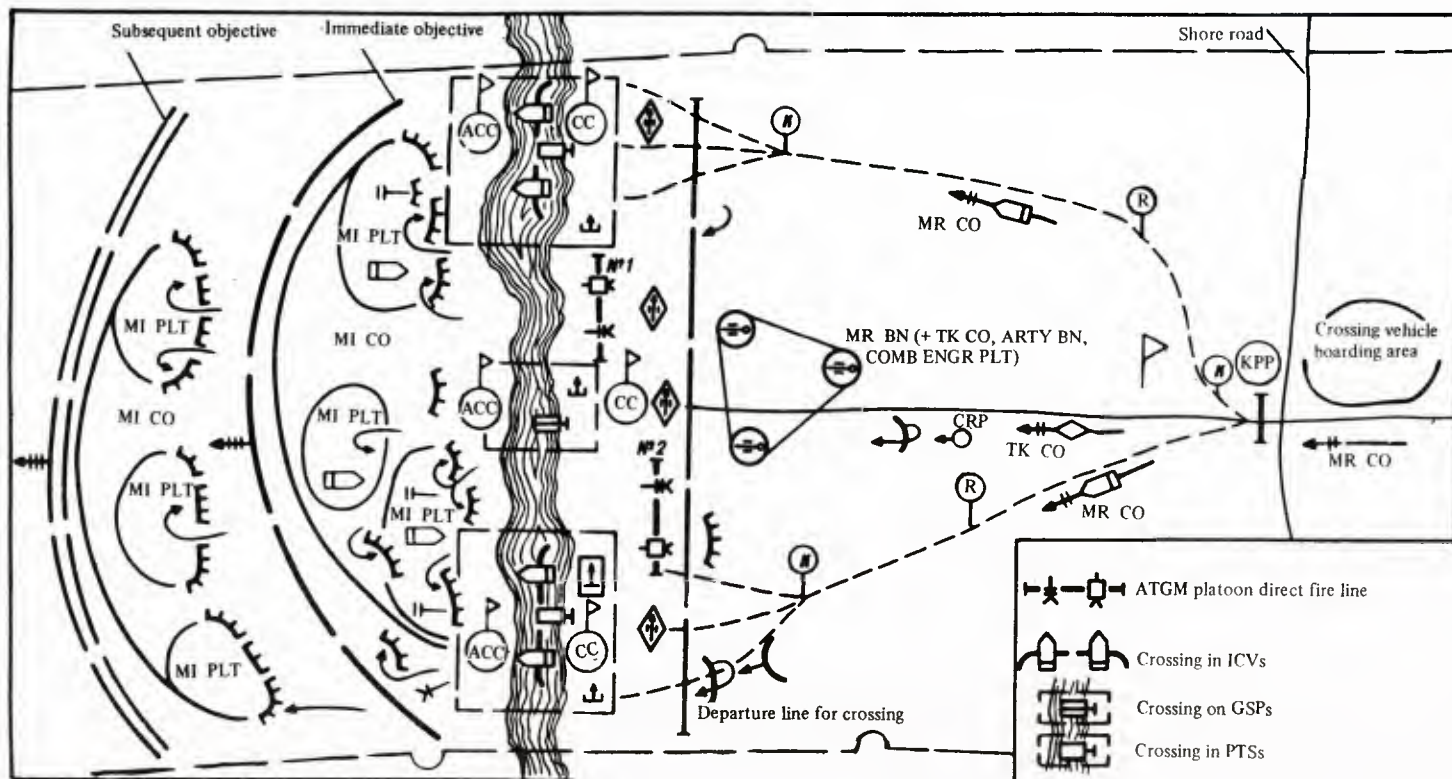 Subsequent objective
Immediate objective
Shore road
ACC
CC
K
R
MR CO
MI PLT
№1
MI PLT
MI CO
MR BN (+ TK CO, ARTY BN,
COMB ENGR PLT)
Crossing vehicle
boarding area
K
KPP
MI CO
MI PLT
ACC
CC
CRP
TK CO
MR CO
№2
MI PLT
MI PLT
R
MR CO
K
ACC
CC
MI PLT
Departure line for crossing
ATGM platoon direct fire line
Crossing in ICVs
Crossing on GSPs
Crossing in PTSs